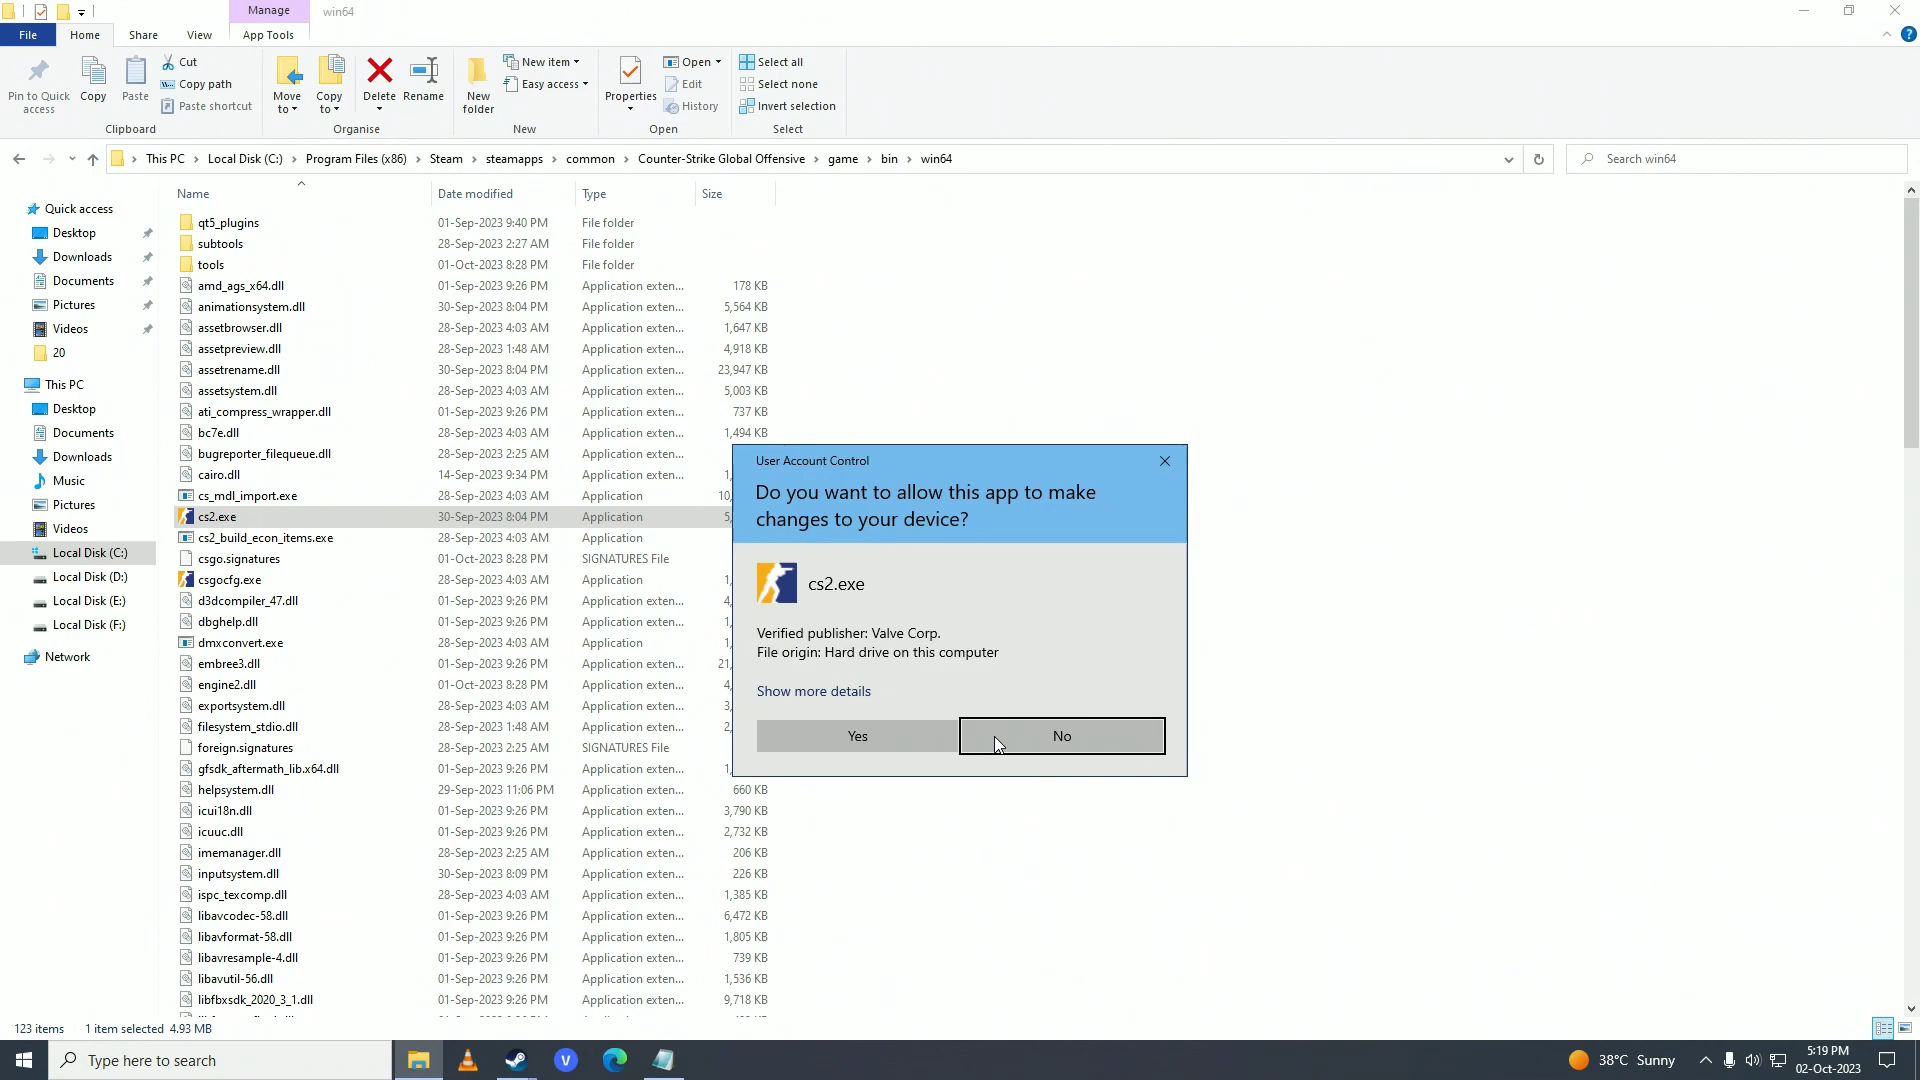 Manage
win64
File
Home
Share
View
App Tools
Pin to Quick access
Copy
Paste
Cut
Copy path
Paste shortcut
Clipboard
Move to
Copy to
Delete
Rename
Organise
New folder
New item
Easy access
New
Properties
Open
Edit
History
Open
Select all
Select none
Invert selection
Select
This PC > Local Disk (C:) > Program Files (x86) > Steam > steamapps > common > Counter-Strike Global Offensive > game > bin > win64
Search win64
Quick access
Desktop
Downloads
Documents
Pictures
Videos
20
This PC
Desktop
Documents
Downloads
Music
Pictures
Videos
Local Disk (C:)
Local Disk (D:)
Local Disk (E:)
Local Disk (F:)
Network
Name Date modified Type Size
qt5_plugins 01-Sep-2023 9:40 PM File folder
subtools 28-Sep-2023 2:27 AM File folder
tools 01-Oct-2023 8:28 PM File folder
amd_ags_x64.dll 01-Sep-2023 9:26 PM Application exten... 178 KB
animationsystem.dll 30-Sep-2023 8:04 PM Application exten... 5,564 KB
assetbrowser.dll 28-Sep-2023 4:03 AM Application exten... 1,647 KB
assetpreview.dll 28-Sep-2023 1:48 AM Application exten... 4,918 KB
assetrename.dll 30-Sep-2023 8:04 PM Application exten... 23,947 KB
assetsystem.dll 28-Sep-2023 4:03 AM Application exten... 5,003 KB
ati_compress_wrapper.dll 01-Sep-2023 9:26 PM Application exten... 737 KB
bc7e.dll 28-Sep-2023 4:03 AM Application exten... 1,494 KB
bugreporter_filequeue.dll 28-Sep-2023 2:25 AM Application exten...
cairo.dll 14-Sep-2023 9:34 PM Application exten... 1,
cs_mdl_import.exe 28-Sep-2023 4:03 AM Application 10,
cs2.exe 30-Sep-2023 8:04 PM Application 5,
cs2_build_econ_items.exe 28-Sep-2023 4:03 AM Application
csgo.signatures 01-Oct-2023 8:28 PM SIGNATURES File
csgocfg.exe 28-Sep-2023 4:03 AM Application 1,
d3dcompiler_47.dll 01-Sep-2023 9:26 PM Application exten... 4,
dbghelp.dll 01-Sep-2023 9:26 PM Application exten... 1,
dmxconvert.exe 28-Sep-2023 4:03 AM Application 1,
embree3.dll 01-Sep-2023 9:26 PM Application exten... 21,
engine2.dll 01-Oct-2023 8:28 PM Application exten... 4,
exportsystem.dll 28-Sep-2023 4:03 AM Application exten... 3,
filesystem_stdio.dll 28-Sep-2023 1:48 AM Application exten... 2,
foreign.signatures 28-Sep-2023 2:25 AM SIGNATURES File
gfsdk_aftermath_lib.x64.dll 01-Sep-2023 9:26 PM Application exten... 1,
helpsystem.dll 29-Sep-2023 11:06 PM Application exten... 660 KB
icui18n.dll 01-Sep-2023 9:26 PM Application exten... 3,790 KB
icuuc.dll 01-Sep-2023 9:26 PM Application exten... 2,732 KB
imemanager.dll 28-Sep-2023 2:25 AM Application exten... 206 KB
inputsystem.dll 30-Sep-2023 8:09 PM Application exten... 226 KB
ispc_texcomp.dll 28-Sep-2023 4:03 AM Application exten... 1,385 KB
libavcodec-58.dll 01-Sep-2023 9:26 PM Application exten... 6,472 KB
libavformat-58.dll 01-Sep-2023 9:26 PM Application exten... 1,805 KB
libavresample-4.dll 01-Sep-2023 9:26 PM Application exten... 739 KB
libavutil-56.dll 01-Sep-2023 9:26 PM Application exten... 1,536 KB
libfbxsdk_2020_3_1.dll 01-Sep-2023 9:26 PM Application exten... 9,718 KB
User Account Control
Do you want to allow this app to make
changes to your device?
cs2.exe
Verified publisher: Valve Corp.
File origin: Hard drive on this computer
Show more details
Yes
No
123 items 1 item selected 4.93 MB
Type here to search
V
38°C Sunny
5:19 PM
02-Oct-2023